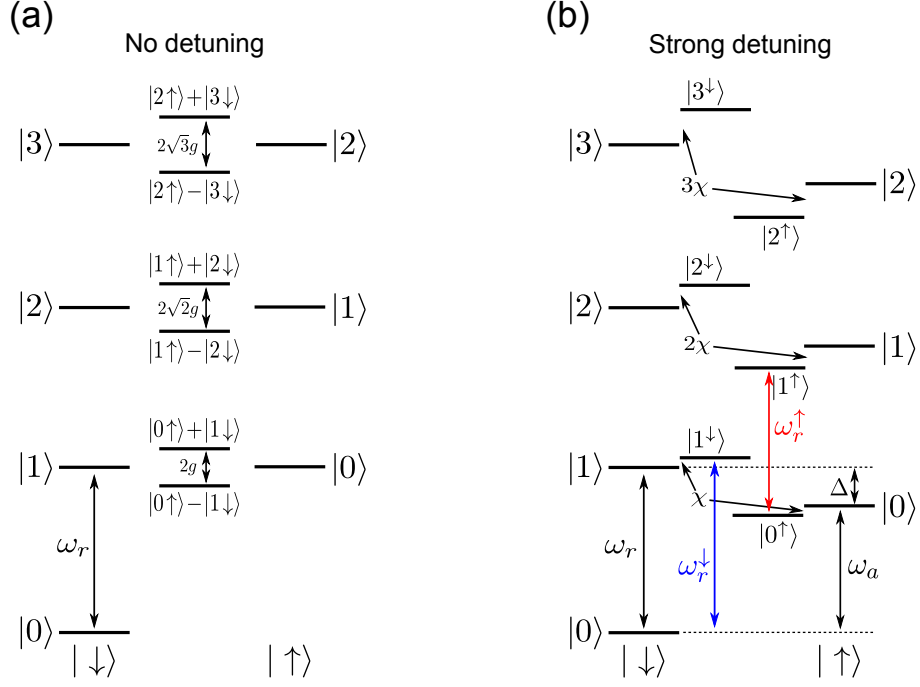 (a)
No detuning
|2↑⟩+|3↓⟩
|3⟩
2√3g
|2⟩
|2↑⟩−|3↓⟩
|1↑⟩+|2↓⟩
|2⟩
2√2g
|1⟩
|1↑⟩−|2↓⟩
|0↑⟩+|1↓⟩
|1⟩
2g
|0⟩
|0↑⟩−|1↓⟩
ω_r
|0⟩
|↓⟩
|↑⟩
(b)
Strong detuning
|3^↓⟩
|3⟩
3χ
|2⟩
|2^↑⟩
|2^↓⟩
|2⟩
2χ
|1⟩
|1^↑⟩
ω_r^↑
|1^↓⟩
|1⟩
Δ
χ
|0⟩
|0^↑⟩
ω_r
ω_r^↓
ω_a
|0⟩
|↓⟩
|↑⟩